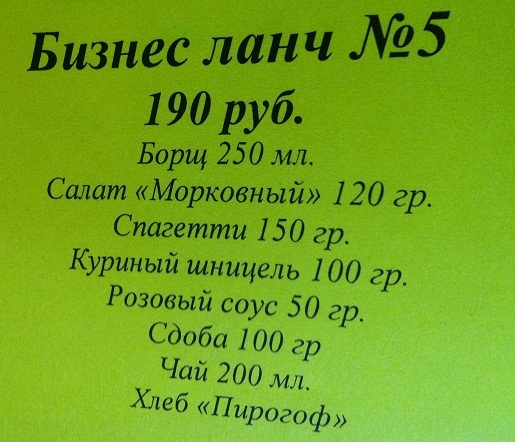 Бизнес ланч №5
190 руб.
Борщ 250 мл.
Салат «Морковный» 120 гр.
Спагетти 150 гр.
Куриный шницель 100 гр.
Розовый соус 50 гр.
Сдоба 100 гр
Чай 200 мл.
Хлеб «Пирогоф»